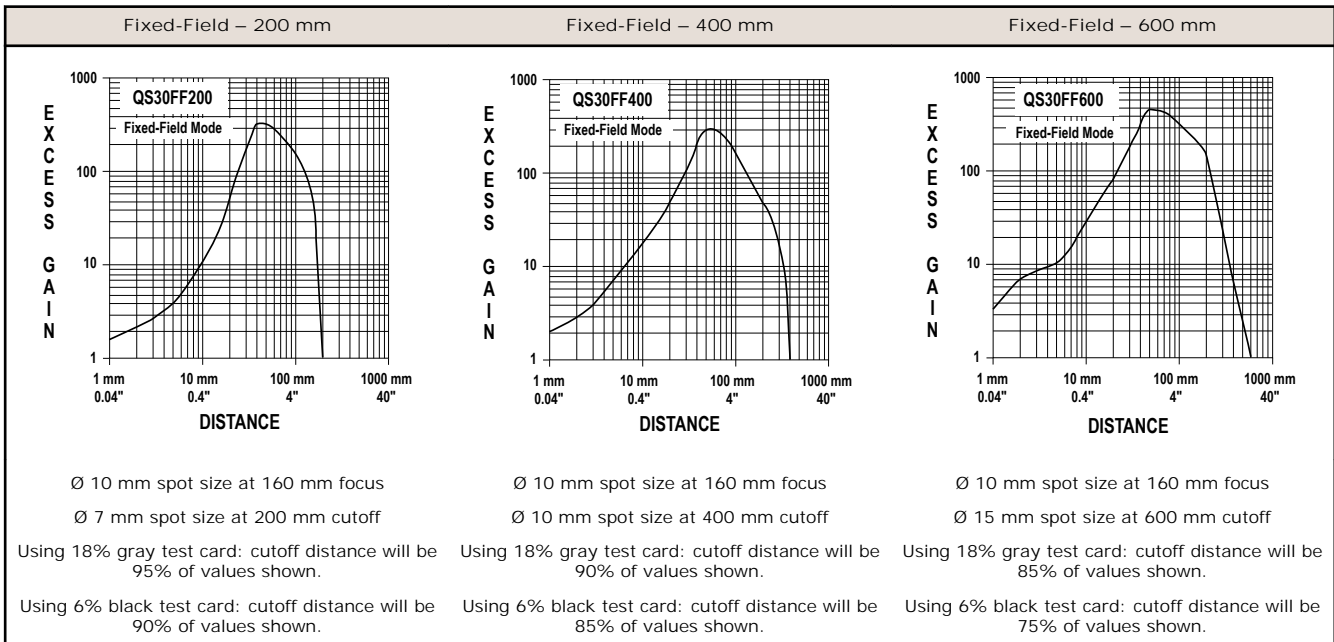 Fixed-Field – 200 mm
Fixed-Field – 400 mm
Fixed-Field – 600 mm
1000
100
10
1
EXCESS GAIN
QS30FF200
Fixed-Field Mode
1 mm 10 mm 100 mm 1000 mm
0.04" 0.4" 4" 40"
DISTANCE
1000
100
10
1
EXCESS GAIN
QS30FF400
Fixed-Field Mode
1 mm 10 mm 100 mm 1000 mm
0.04" 0.4" 4" 40"
DISTANCE
1000
100
10
1
EXCESS GAIN
QS30FF600
Fixed-Field Mode
1 mm 10 mm 100 mm 1000 mm
0.04" 0.4" 4" 40"
DISTANCE
Ø 10 mm spot size at 160 mm focus
Ø 7 mm spot size at 200 mm cutoff
Using 18% gray test card: cutoff distance will be
95% of values shown.
Using 6% black test card: cutoff distance will be
90% of values shown.
Ø 10 mm spot size at 160 mm focus
Ø 10 mm spot size at 400 mm cutoff
Using 18% gray test card: cutoff distance will be
90% of values shown.
Using 6% black test card: cutoff distance will be
85% of values shown.
Ø 10 mm spot size at 160 mm focus
Ø 15 mm spot size at 600 mm cutoff
Using 18% gray test card: cutoff distance will be
85% of values shown.
Using 6% black test card: cutoff distance will be
75% of values shown.